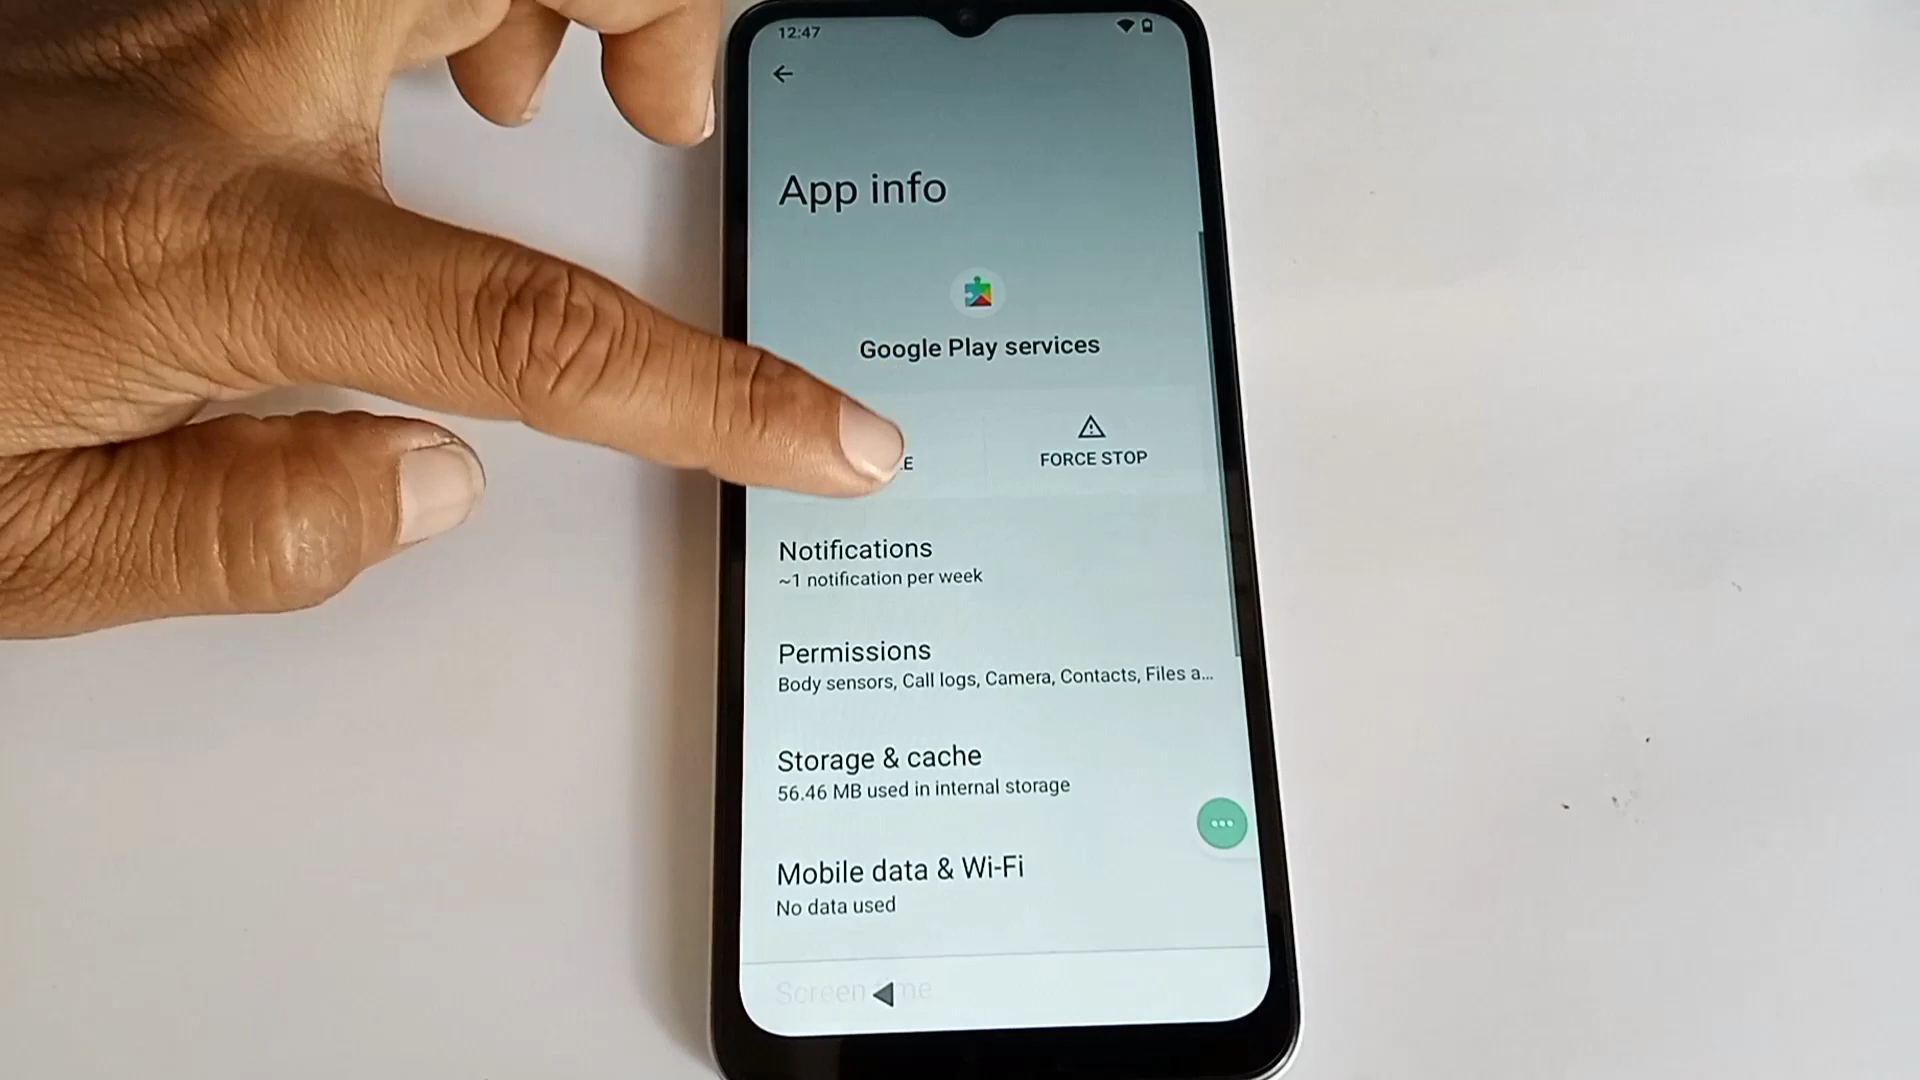 12:47
App info
Google Play services
FORCE STOP
Notifications
~1 notification per week
Permissions
Body sensors, Call logs, Camera, Contacts, Files a...
Storage & cache
56.46 MB used in internal storage
Mobile data & Wi-Fi
No data used
Screen